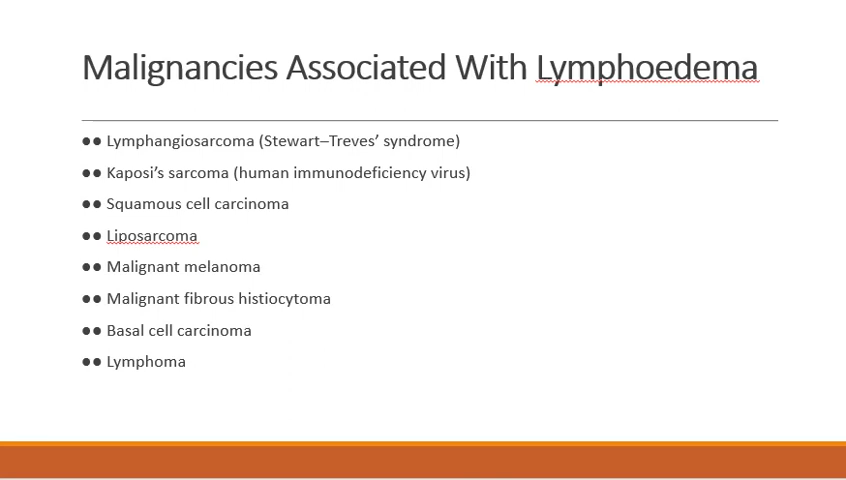 Malignancies Associated With Lymphoedema
●● Lymphangiosarcoma (Stewart–Treves’ syndrome)
●● Kaposi’s sarcoma (human immunodeficiency virus)
●● Squamous cell carcinoma
●● Liposarcoma
●● Malignant melanoma
●● Malignant fibrous histiocytoma
●● Basal cell carcinoma
●● Lymphoma